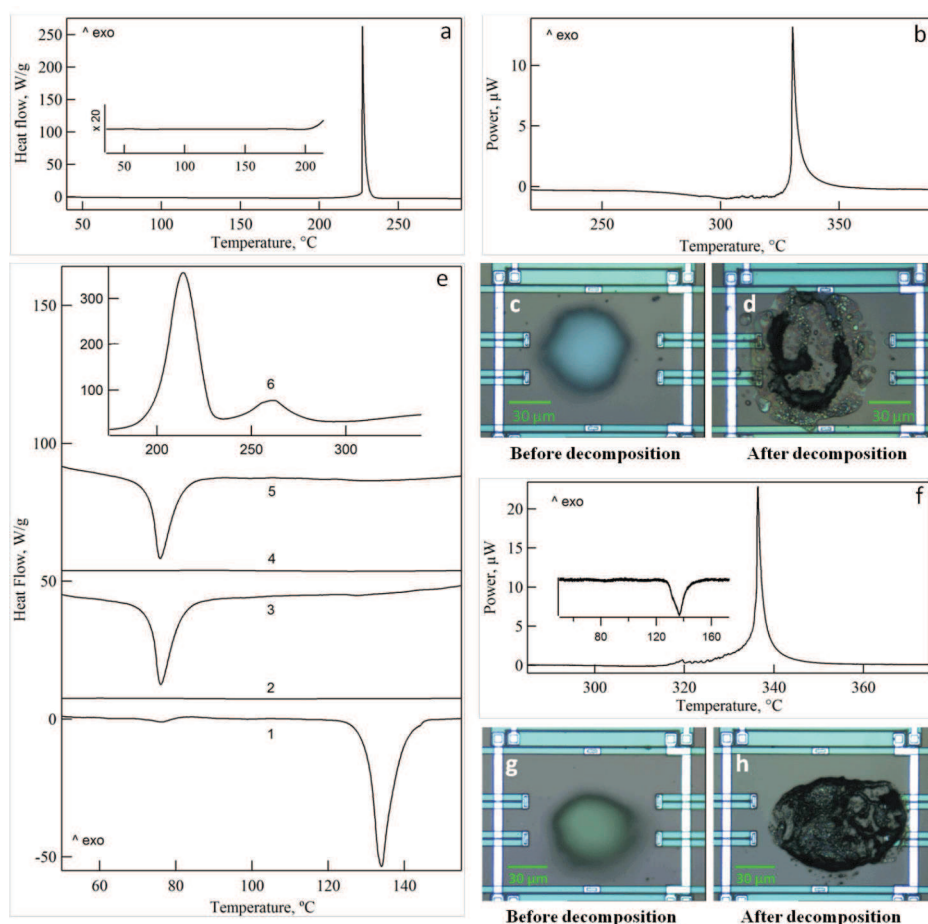 ^ exo
a
250
200
150
100
50
0
Heat flow, W/g
x 20
50 100 150 200
50 100 150 200 250
Temperature, °C
^ exo
b
10
5
0
Power, µW
250 300 350
Temperature, °C
e
150
100
50
0
-50
Heat Flow, W/g
300
200
100
6
200 250 300
5
4
3
2
1
^ exo
60 80 100 120 140
Temperature, ºC
c
30 µm
Before decomposition
d
30 µm
After decomposition
^ exo
f
20
15
10
5
0
Power, µW
80 120 160
300 320 340 360
Temperature, °C
g
30 µm
Before decomposition
h
30 µm
After decomposition